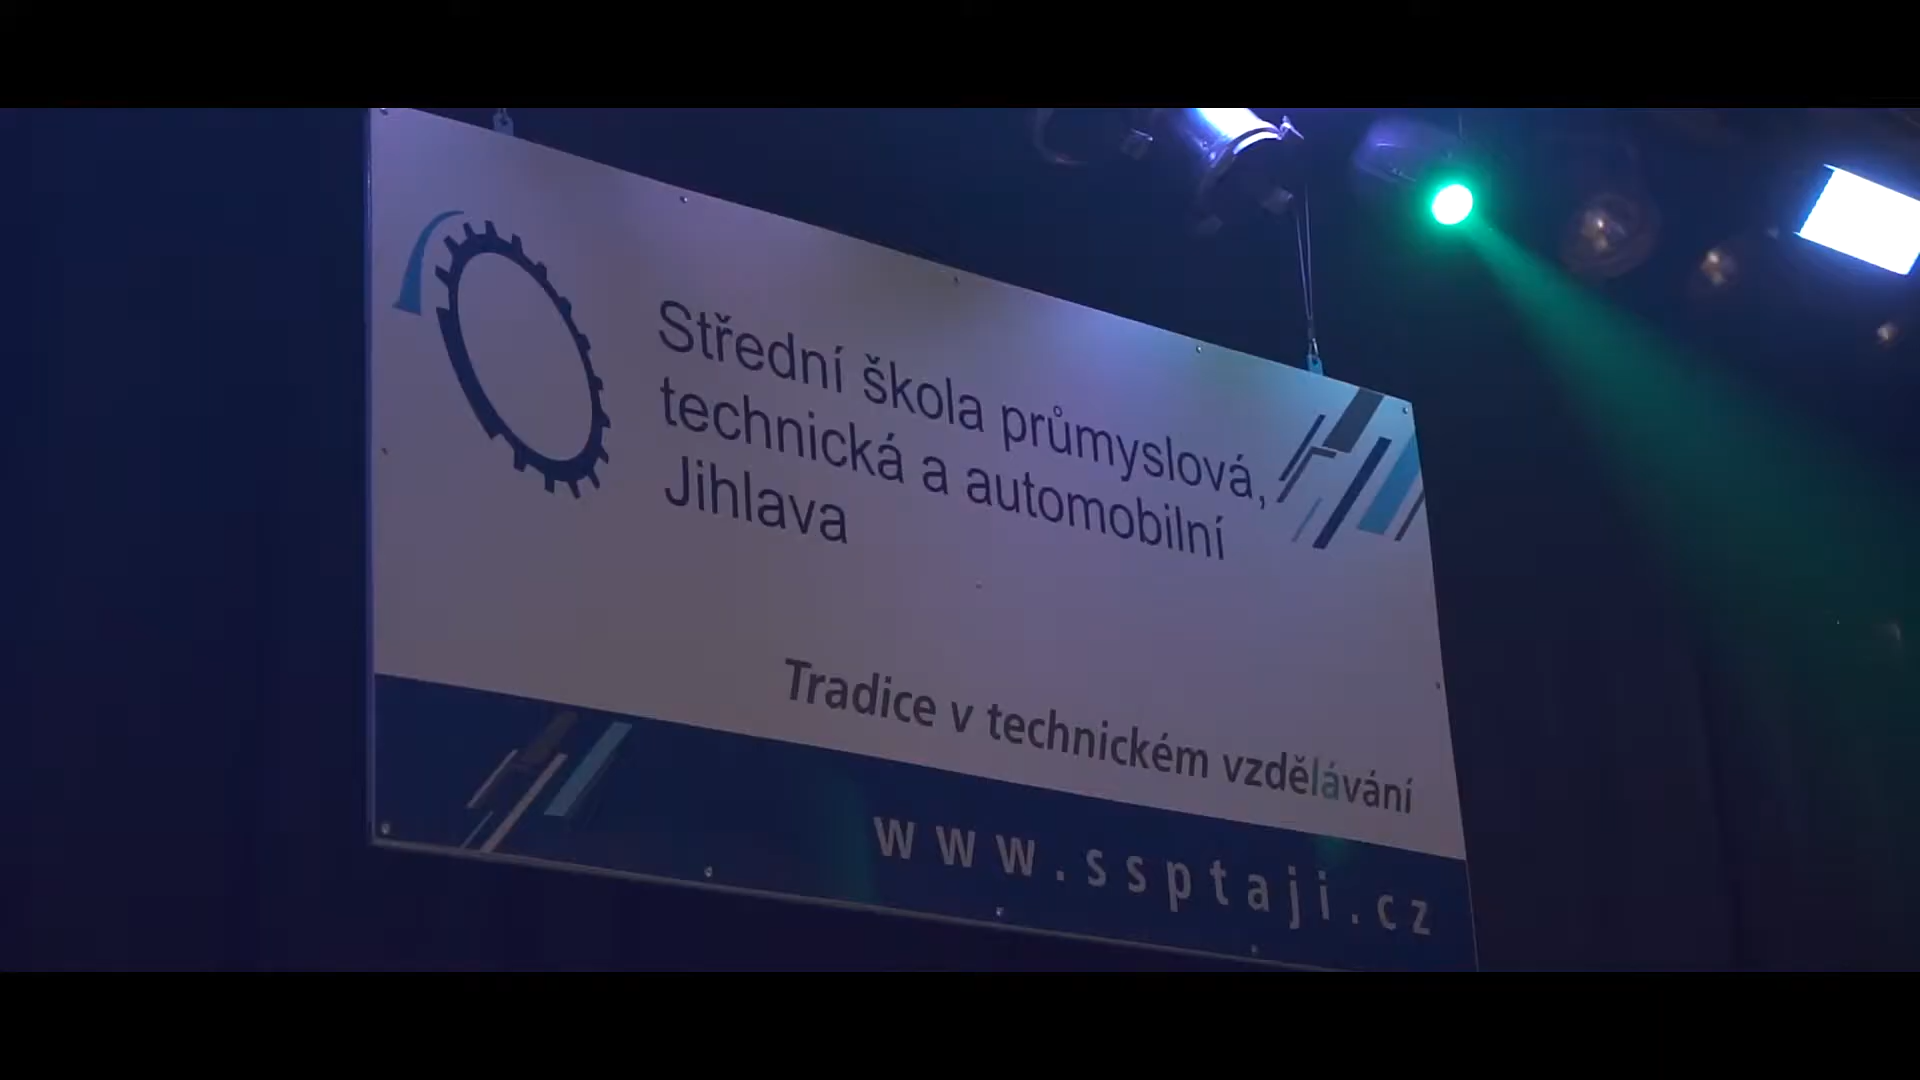 Střední škola průmyslová,
technická a automobilní
Jihlava
Tradice v technickém vzdělávání
www.ssptaji.cz